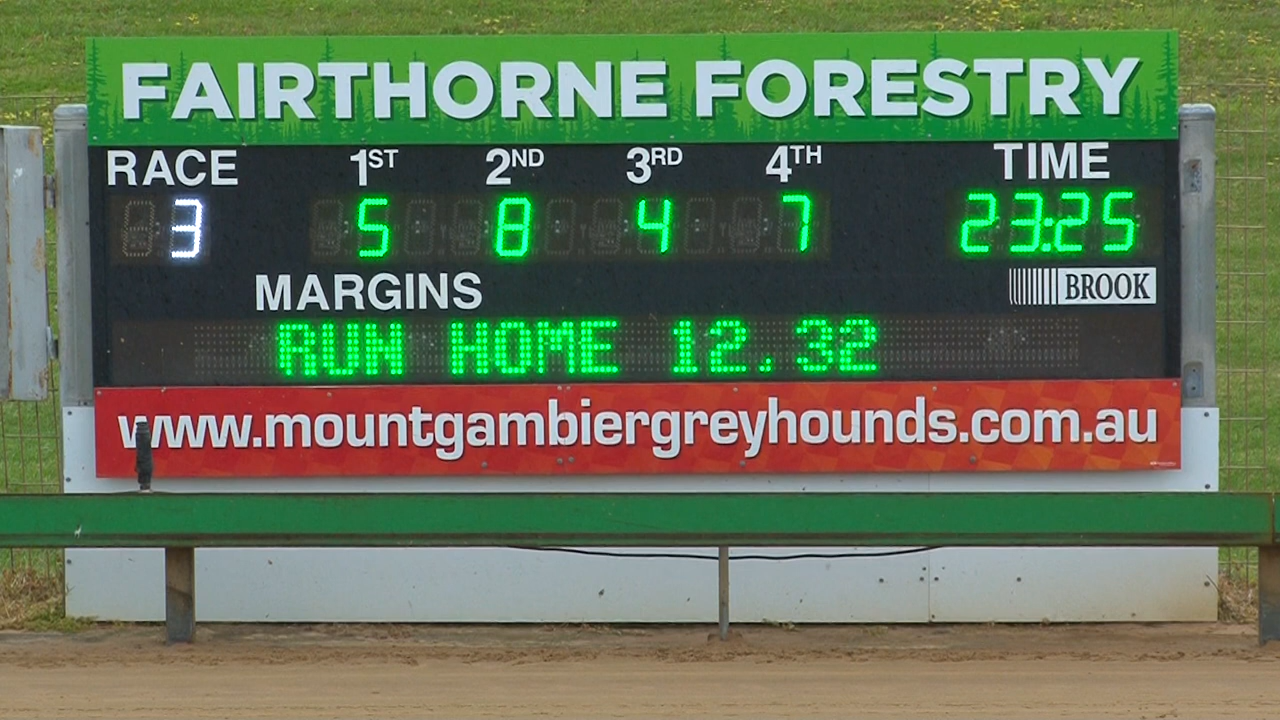 FAIRTHORNE FORESTRY
RACE 1ST 2ND 3RD 4TH TIME
3 5 8 4 7 23:25
MARGINS BROOK
RUN HOME 12.32
www.mountgambiergreyhounds.com.au